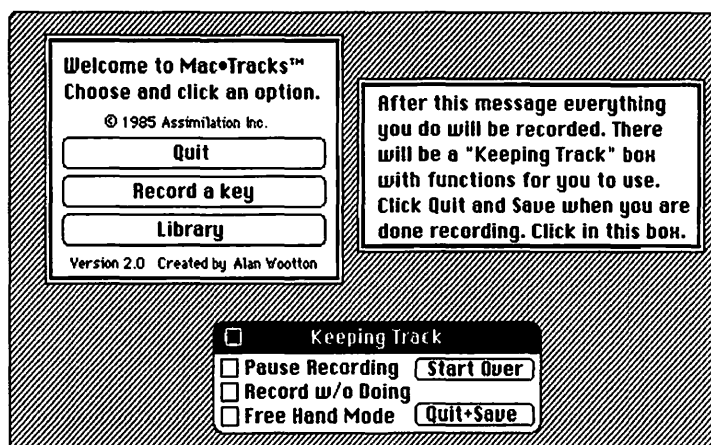 Welcome to Mac•Tracks™
Choose and click an option.
© 1985 Assimilation Inc.
Quit
Record a key
Library
Version 2.0 Created by Alan Wootton
After this message everything
you do will be recorded. There
will be a "Keeping Track" box
with functions for you to use.
Click Quit and Save when you are
done recording. Click in this box.
Keeping Track
Pause Recording Start Over
Record w/o Doing
Free Hand Mode Quit+Save